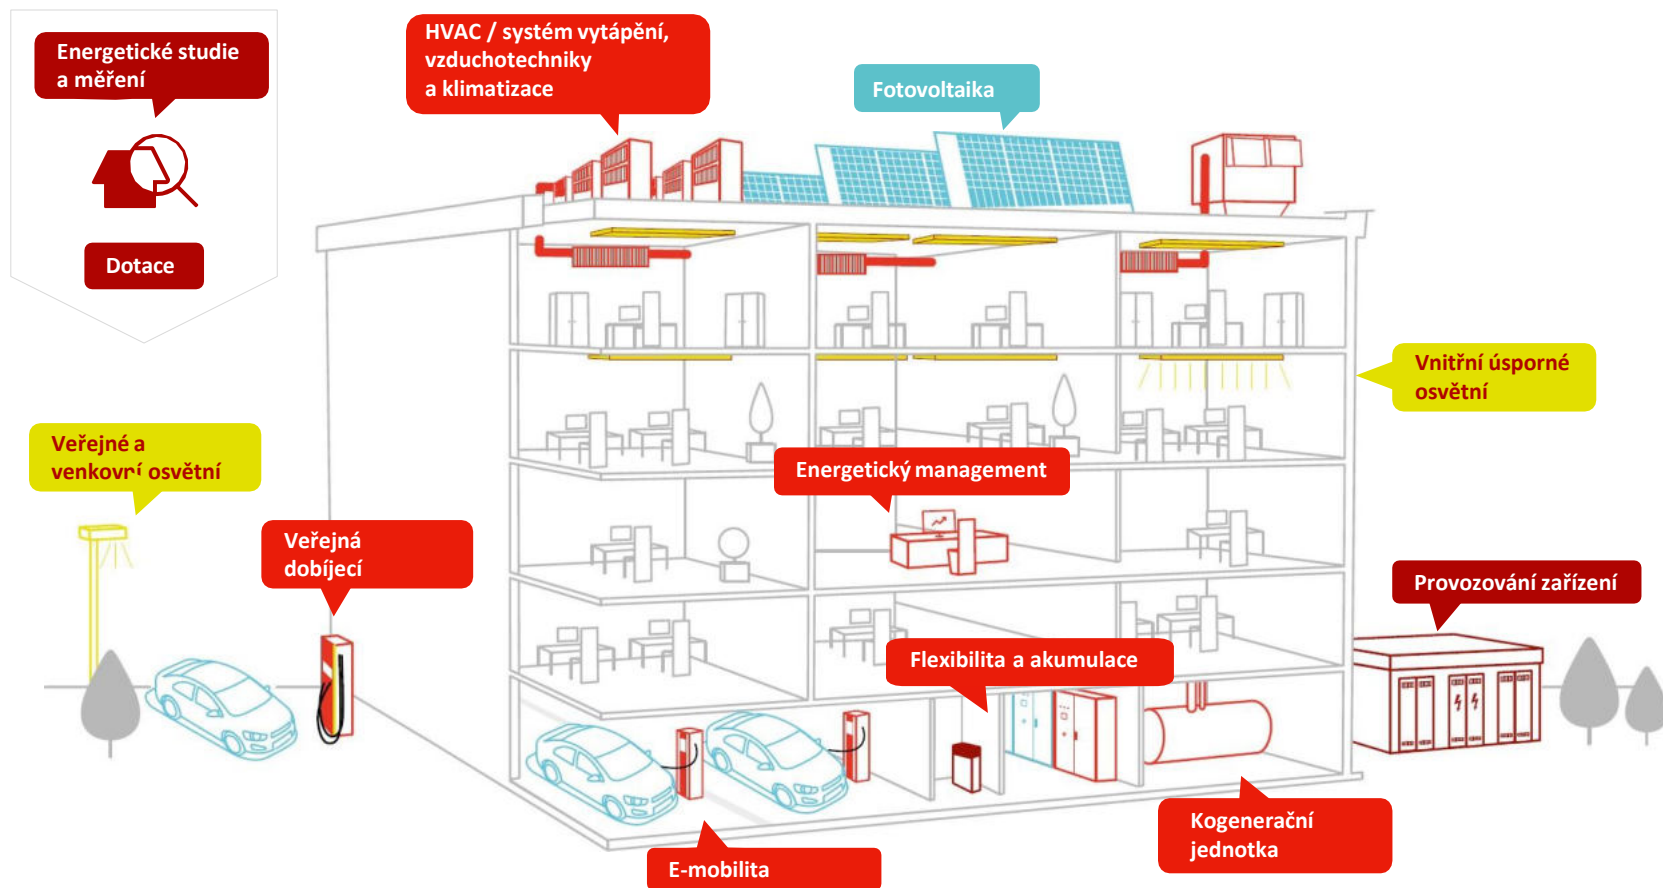 Energetické studie
a měření
Dotace
HVAC / systém vytápění,
vzduchotechniky
a klimatizace
Fotovoltaika
Vnitřní úsporné
osvětní
Veřejné a
venkovní osvětní
Energetický management
Veřejná
dobíjecí
Provozování zařízení
Flexibilita a akumulace
Kogenerační
jednotka
E-mobilita